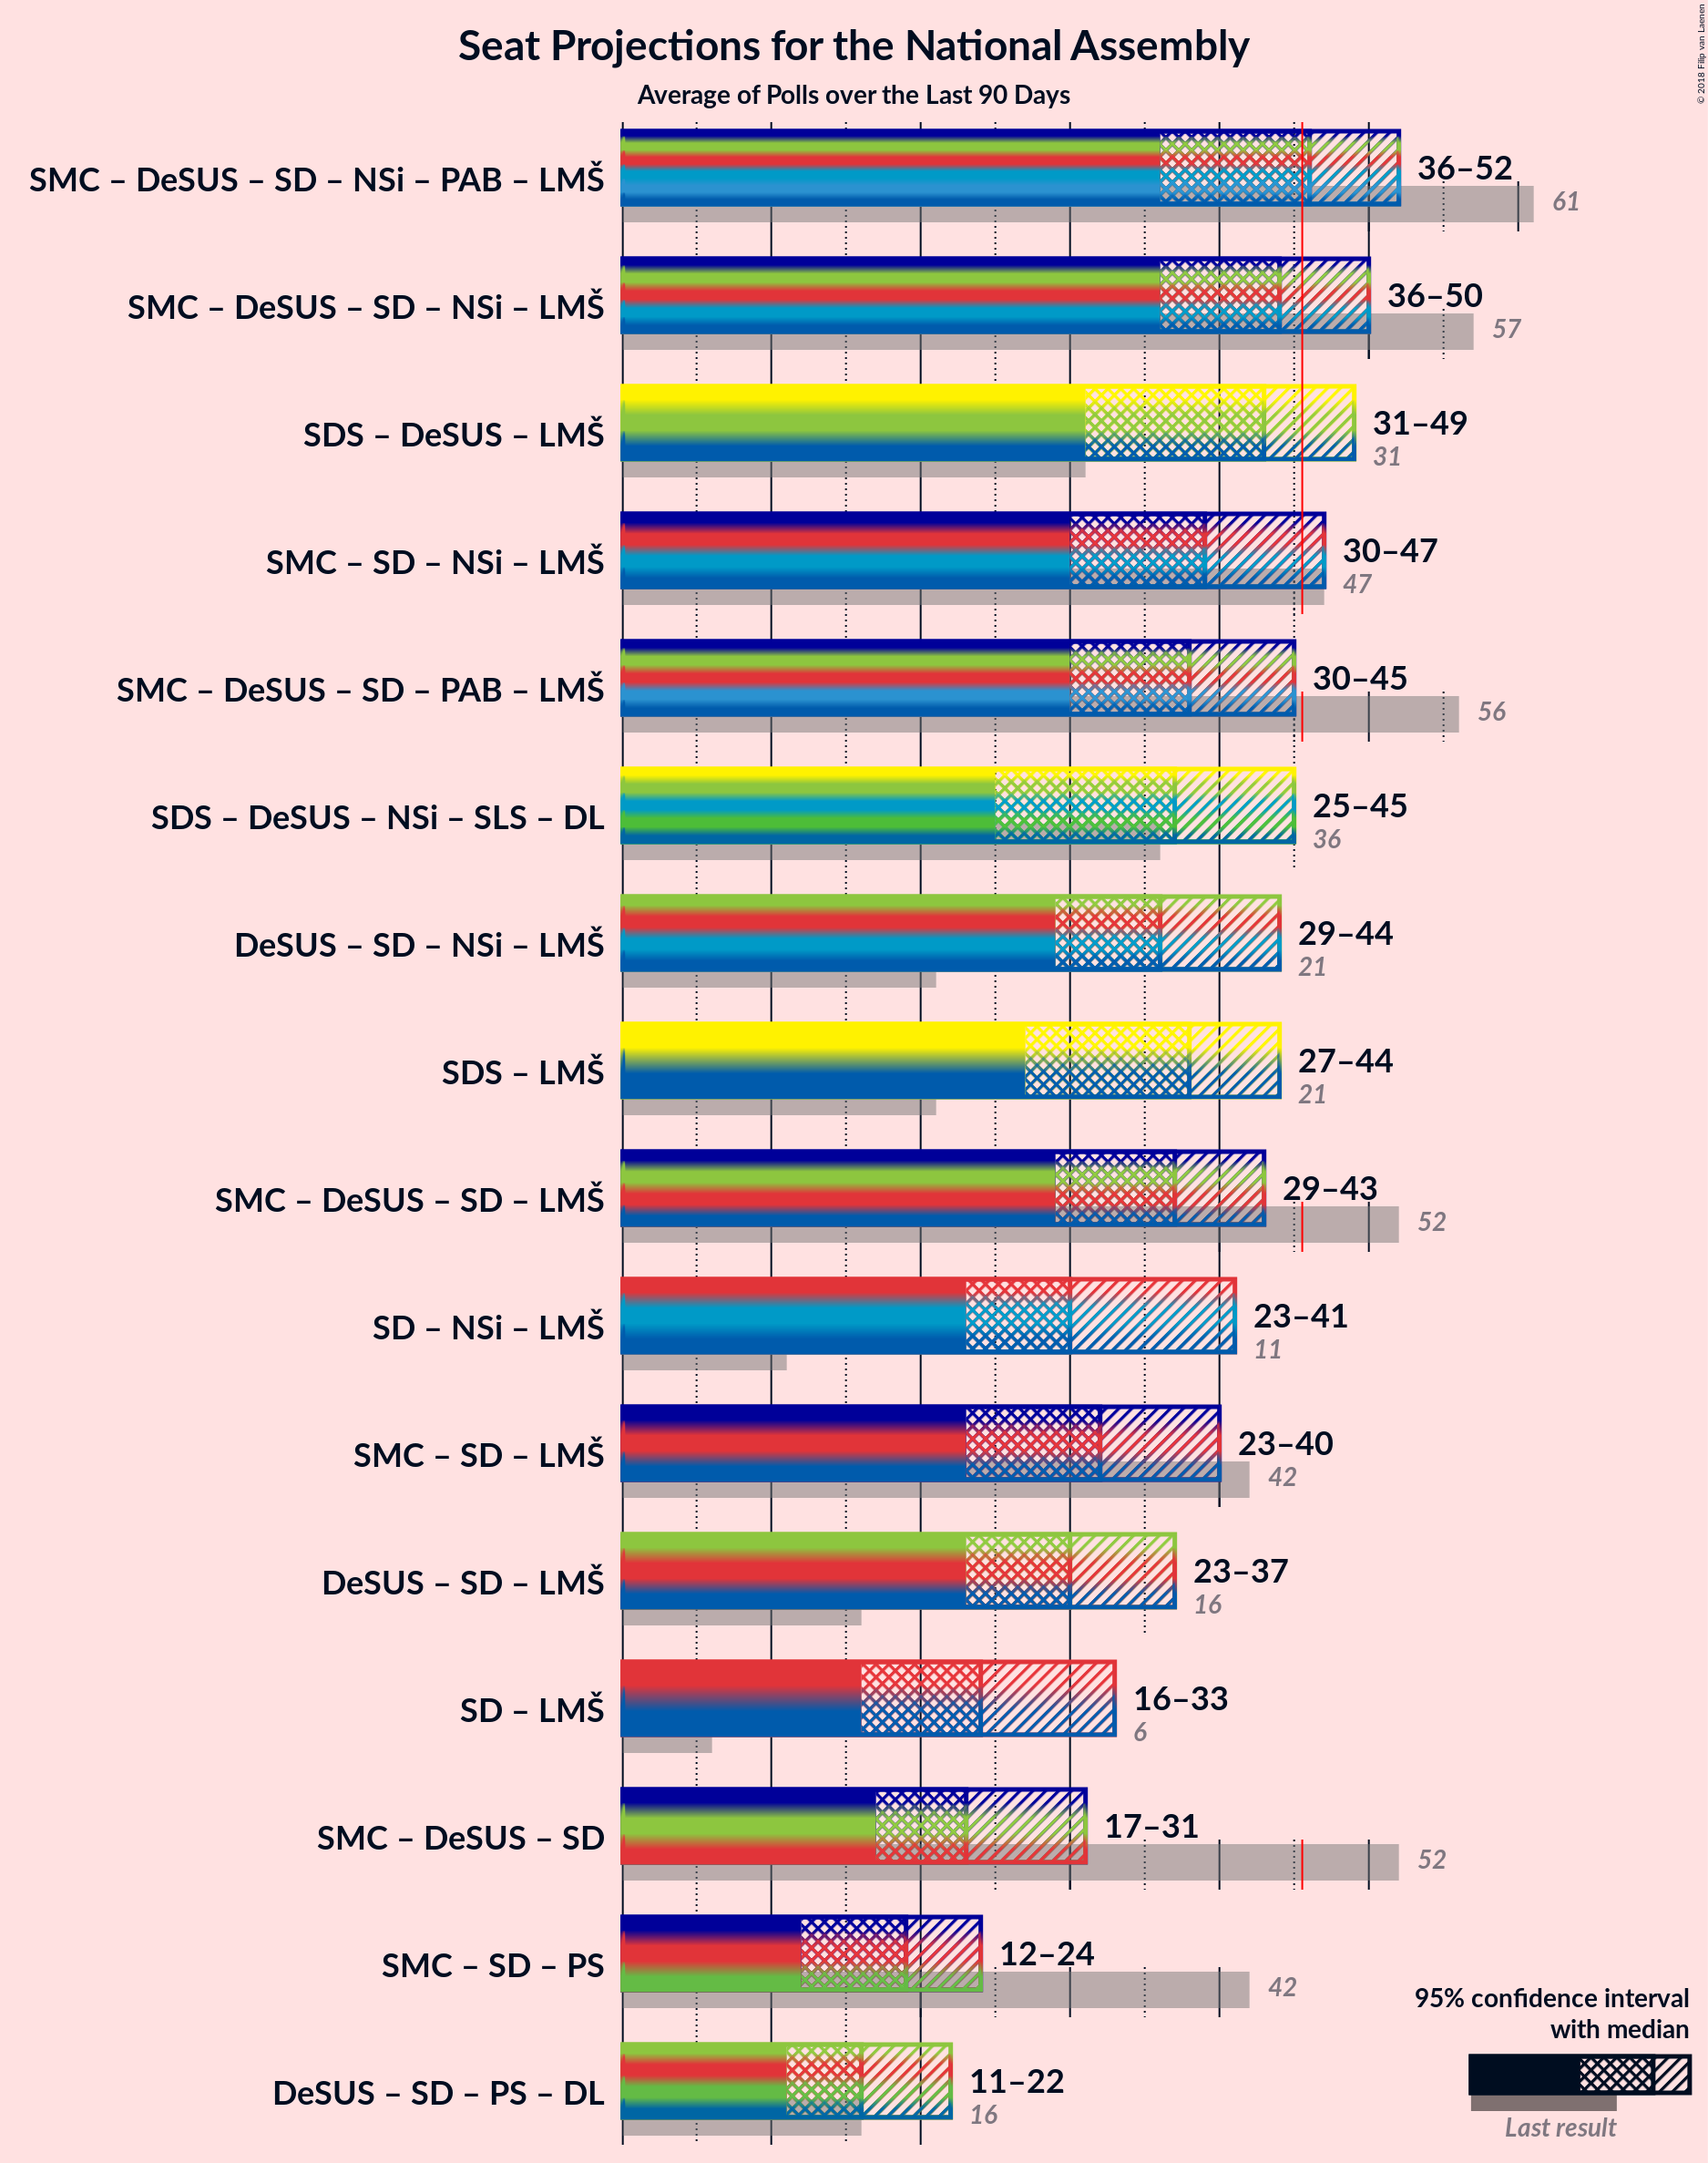 Seat Projections for the National Assembly
Average of Polls over the Last 90 Days
© 2018 Filip van Laenen
SMC – DeSUS – SD – NSi – PAB – LMŠ
36–52
61
SMC – DeSUS – SD – NSi – LMŠ
36–50
57
SDS – DeSUS – LMŠ
31–49
31
SMC – SD – NSi – LMŠ
30–47
47
SMC – DeSUS – SD – PAB – LMŠ
30–45
56
SDS – DeSUS – NSi – SLS – DL
25–45
36
DeSUS – SD – NSi – LMŠ
29–44
21
SDS – LMŠ
27–44
21
SMC – DeSUS – SD – LMŠ
29–43
52
SD – NSi – LMŠ
23–41
11
SMC – SD – LMŠ
23–40
42
DeSUS – SD – LMŠ
23–37
16
SD – LMŠ
16–33
6
SMC – DeSUS – SD
17–31
52
SMC – SD – PS
12–24
42
DeSUS – SD – PS – DL
11–22
16
95% confidence interval
with median
Last result